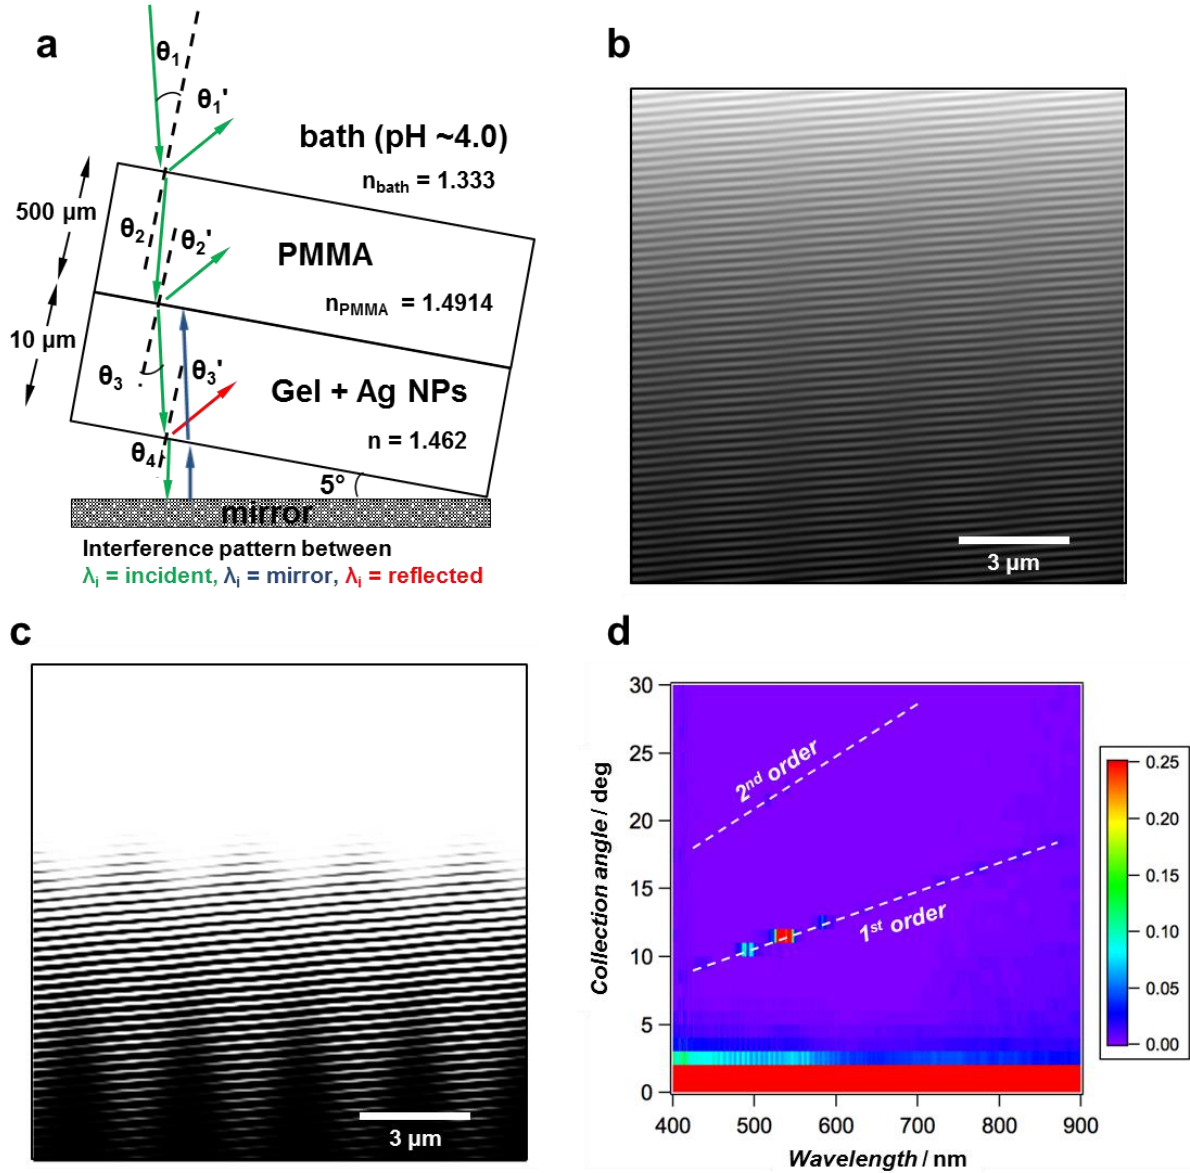 a
θ₁
θ₁'
bath (pH ~4.0)
n_bath = 1.333
500 µm
θ₂
θ₂'
PMMA
n_PMMA = 1.4914
10 µm
θ₃
θ₃'
Gel + Ag NPs
n = 1.462
θ₄
5°
mirror
Interference pattern between
λᵢ = incident, λᵢ = mirror, λᵢ = reflected
b
3 µm
c
3 µm
d
Collection angle / deg
30
25
20
15
10
5
0
2nd order
1st order
400
500
600
700
800
900
Wavelength / nm
0.25
0.20
0.15
0.10
0.05
0.00